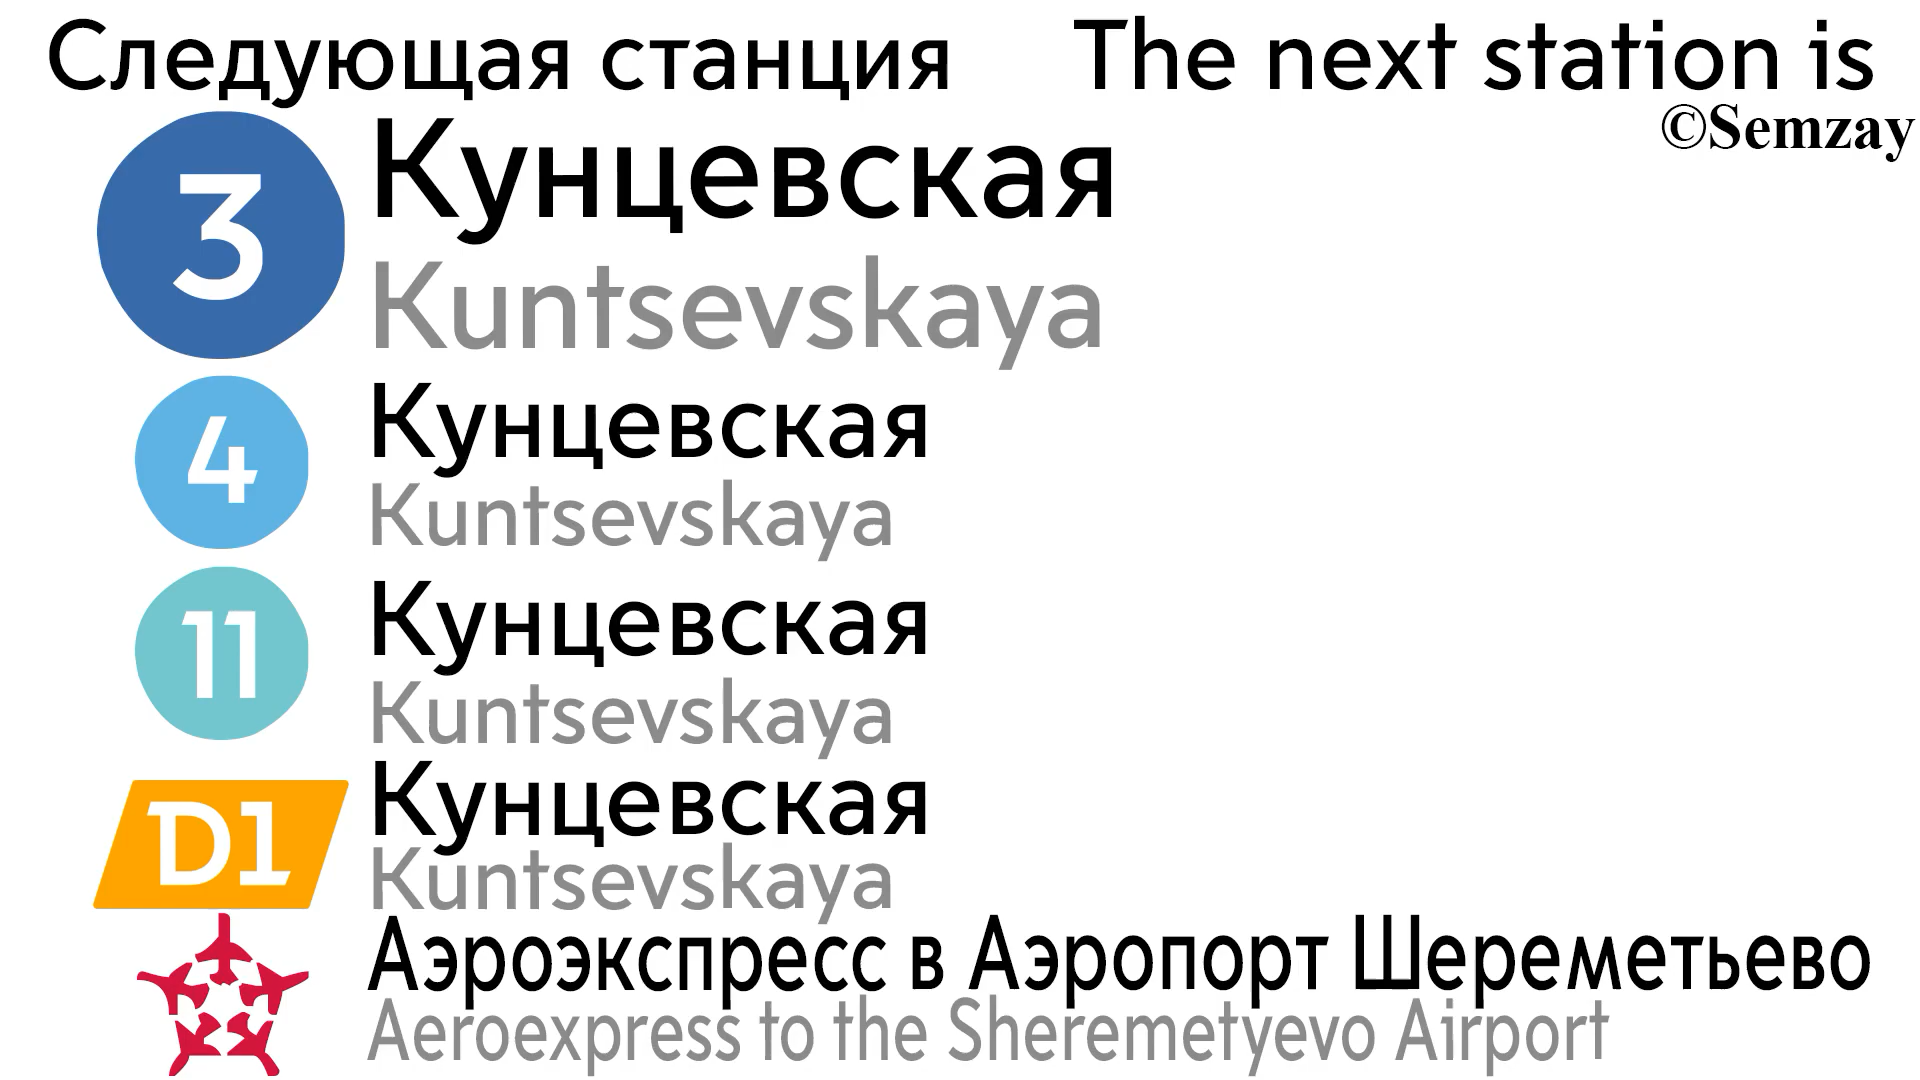 Следующая станция The next station is
©Semzay
3 Кунцевская
Kuntsevskaya
4 Кунцевская
Kuntsevskaya
11 Кунцевская
Kuntsevskaya
D1 Кунцевская
Kuntsevskaya
Аэроэкспресс в Аэропорт Шереметьево
Aeroexpress to the Sheremetyevo Airport